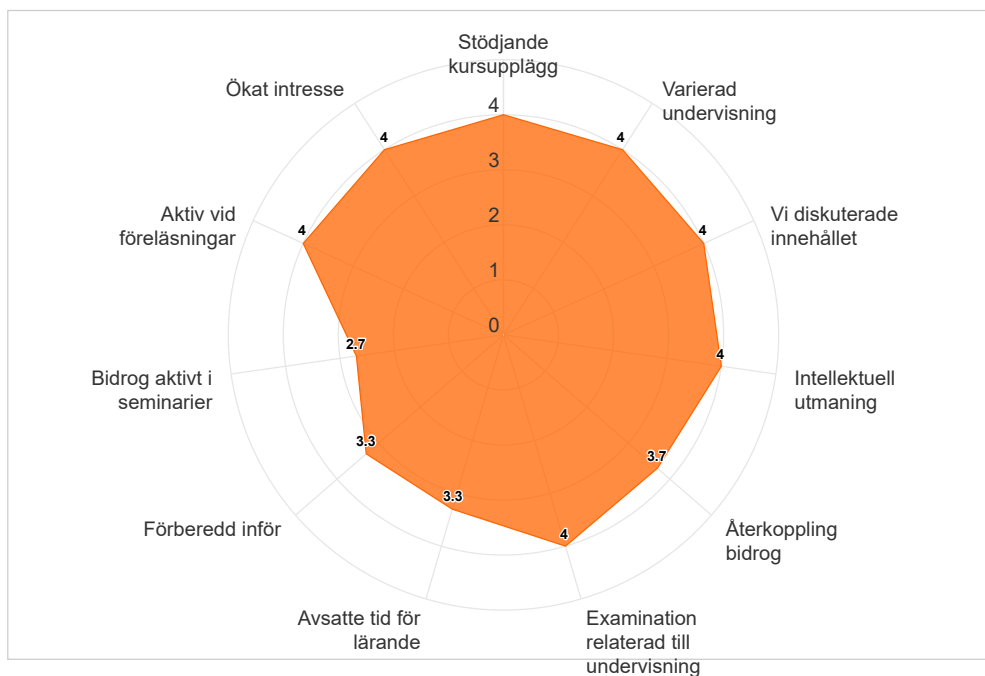 Stödjande
kursupplägg
Ökat intresse
Varierad
undervisning
4
4
4
3
2
1
0
Aktiv vid
föreläsningar
4
Vi diskuterade
innehållet
4
Bidrog aktivt i
seminarier
2.7
Intellektuell
utmaning
4
Förberedd inför
3.3
Återkoppling
bidrog
3.7
Avsatte tid för
lärande
3.3
Examination
relaterad till
undervisning
4